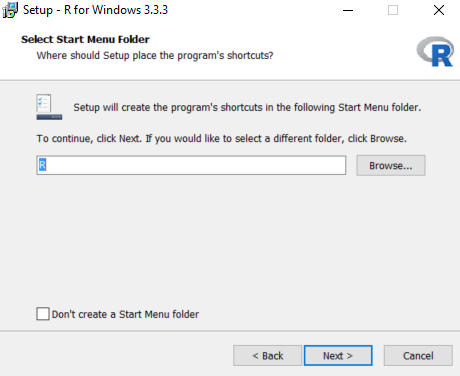 Setup - R for Windows 3.3.3
Select Start Menu Folder
Where should Setup place the program's shortcuts?
R
Setup will create the program's shortcuts in the following Start Menu folder.
To continue, click Next. If you would like to select a different folder, click Browse.
R
Browse...
Don't create a Start Menu folder
< Back
Next >
Cancel